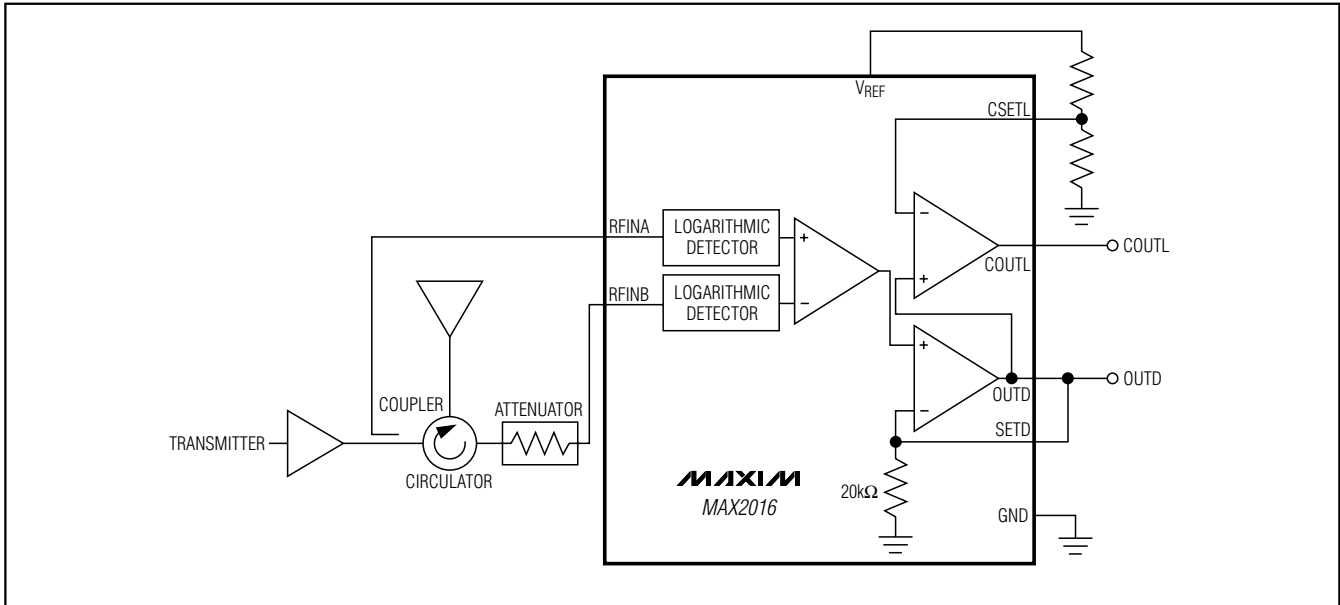 VREF
CSETL
RFINA
LOGARITHMIC
DETECTOR
+
−
−
+
COUTL
COUTL
RFINB
LOGARITHMIC
DETECTOR
+
−
OUTD
OUTD
SETD
COUPLER
ATTENUATOR
TRANSMITTER
CIRCULATOR
MAXIM
MAX2016
20kΩ
GND